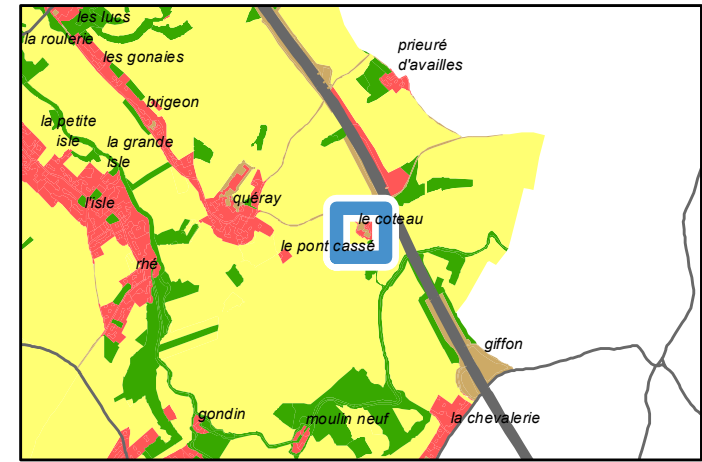 les lucs
la roulerie
prieuré
d'availles
les gonaies
brigeon
la petite
isle
la grande
isle
l'isle
quéray
le coteau
le pont cassé
rhé
giffon
gondin
moulin neuf
la chevalerie